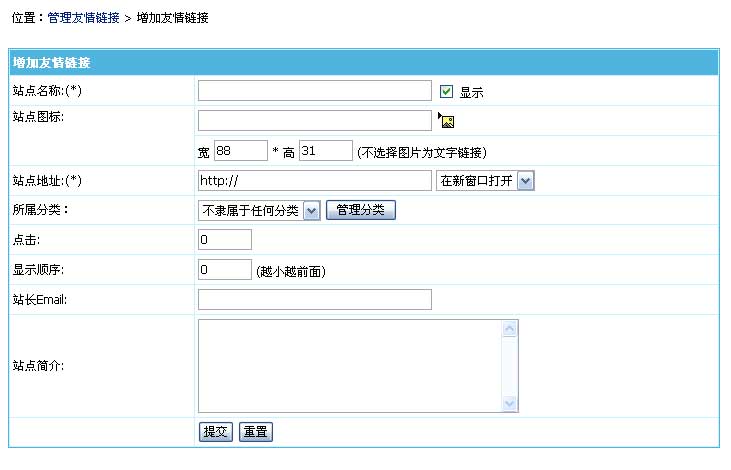 位置：管理友情链接 > 增加友情链接
增加友情链接
站点名称:(*) 显示
站点图标:
宽 88 * 高 31 (不选择图片为文字链接)
站点地址:(*) http:// 在新窗口打开
所属分类： 不隶属于任何分类 管理分类
点击: 0
显示顺序: 0 (越小越前面)
站长Email:
站点简介:
提交 重置